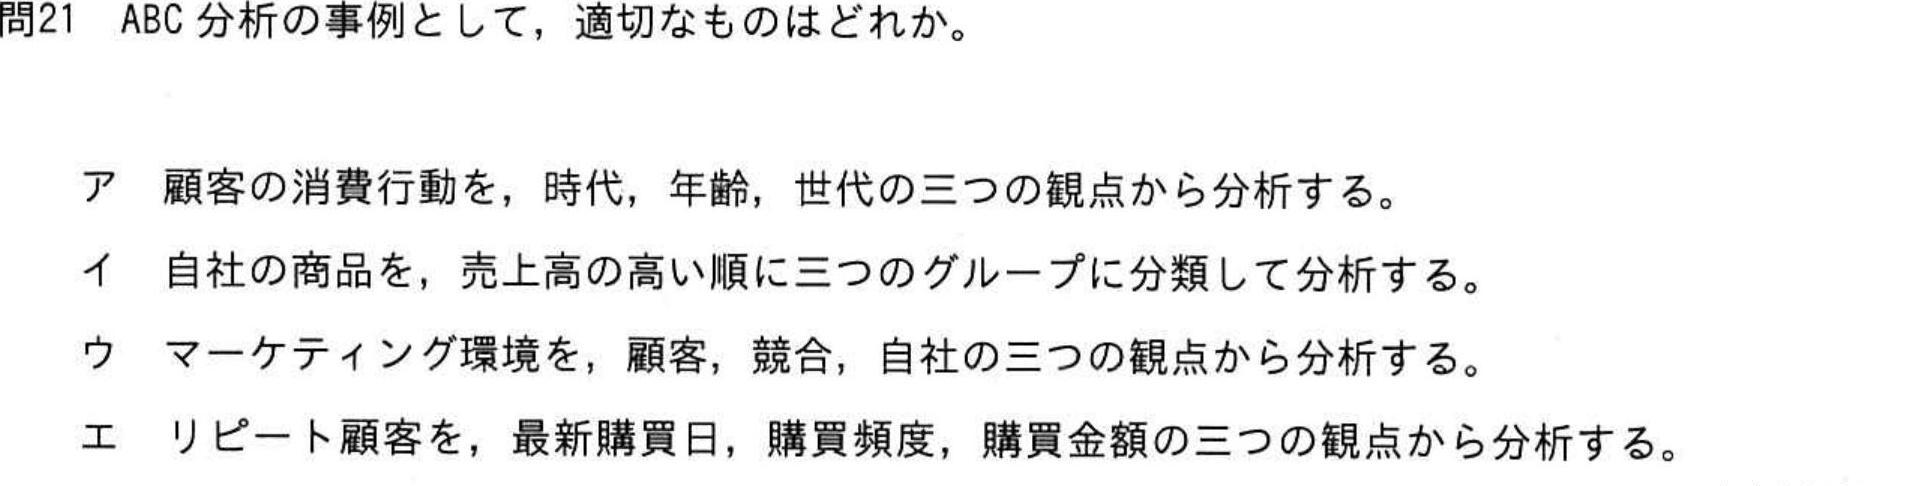 問21 ABC 分析の事例として，適切なものはどれか。
ア 顧客の消費行動を，時代，年齢，世代の三つの観点から分析する。
イ 自社の商品を，売上高の高い順に三つのグループに分類して分析する。
ウ マーケティング環境を，顧客，競合，自社の三つの観点から分析する。
エ リピート顧客を，最新購買日，購買頻度，購買金額の三つの観点から分析する。